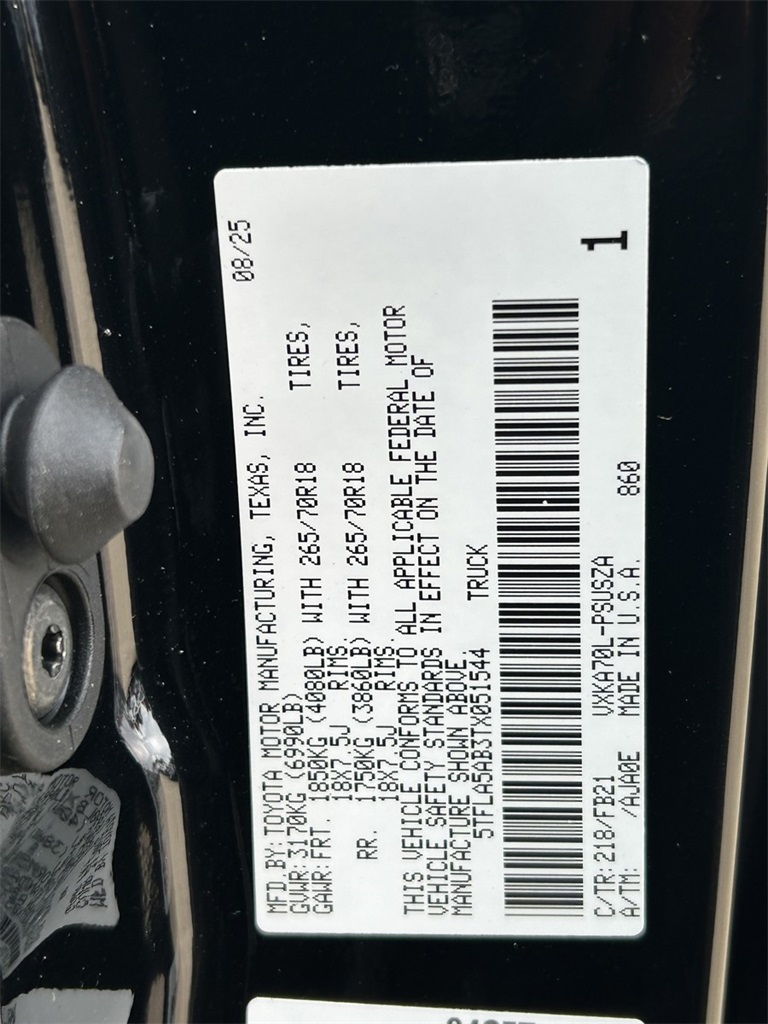 MFD BY:TOYOTA MOTOR MANUFACTURING, TEXAS, INC. 08/25
GVWR:3170KG (6990LB)
GAWR:FRT. 1850KG (4080LB) WITH 265/70R18 TIRES,
18X7.5J RIMS.
RR. 1750KG (3860LB) WITH 265/70R18 TIRES,
18X7.5J RIMS.
THIS VEHICLE CONFORMS TO ALL APPLICABLE FEDERAL MOTOR
VEHICLE SAFETY STANDARDS IN EFFECT ON THE DATE OF
MANUFACTURE SHOWN ABOVE.
5TFLA5AB3TX051544 TRUCK
1
C/TR:218/FB21 VXKA70L-PSUSZA 860
A/TM: /AJA0E MADE IN U.S.A.